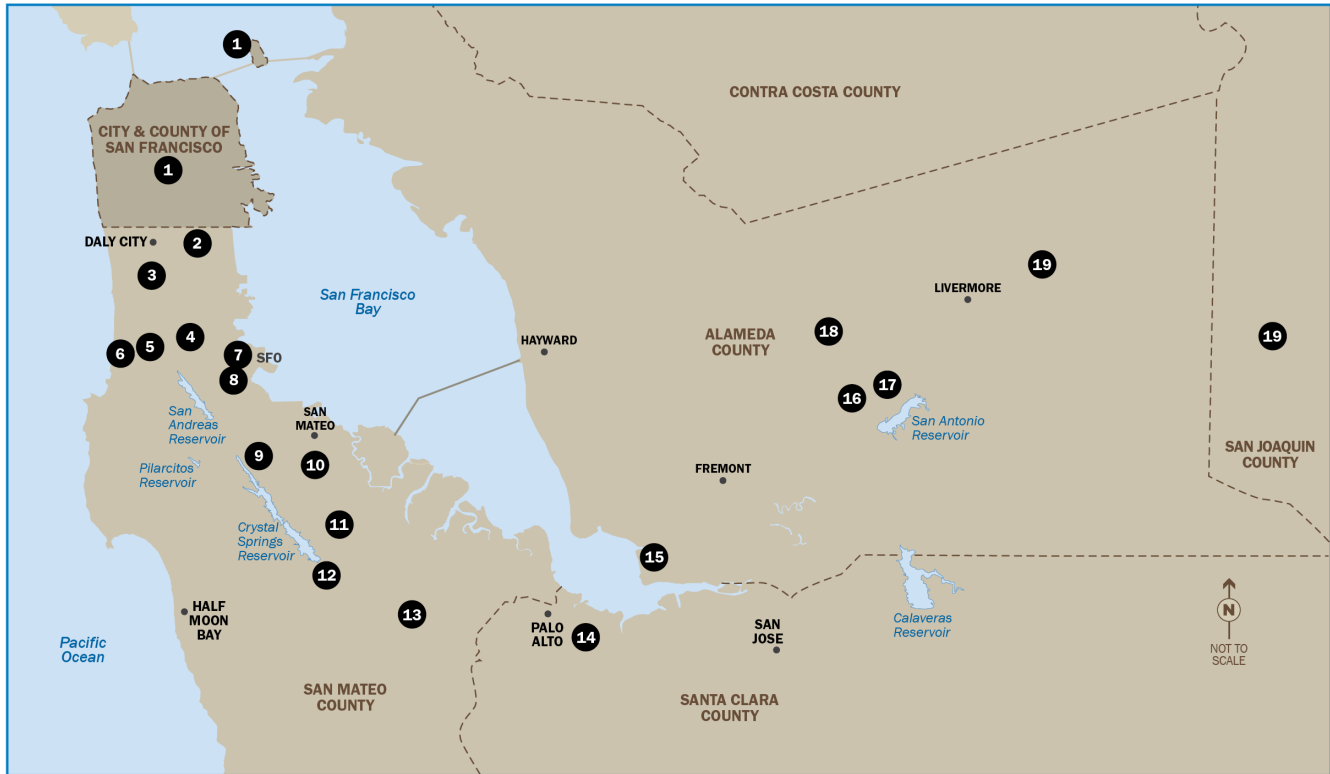 1
CONTRA COSTA COUNTY
CITY & COUNTY OF
SAN FRANCISCO
1
DALY CITY
2
3
19
LIVERMORE
San Francisco
Bay
4
5
6
7
SFO
8
HAYWARD
ALAMEDA
COUNTY
18
19
San
Andreas
Reservoir
SAN
MATEO
16
17
San Antonio
Reservoir
Pilarcitos
Reservoir
9
10
FREMONT
SAN JOAQUIN
COUNTY
Crystal
Springs
Reservoir
11
12
15
HALF
MOON
BAY
13
PALO
ALTO
14
SAN
JOSE
Calaveras
Reservoir
N
NOT TO
SCALE
Pacific
Ocean
SAN MATEO
COUNTY
SANTA CLARA
COUNTY